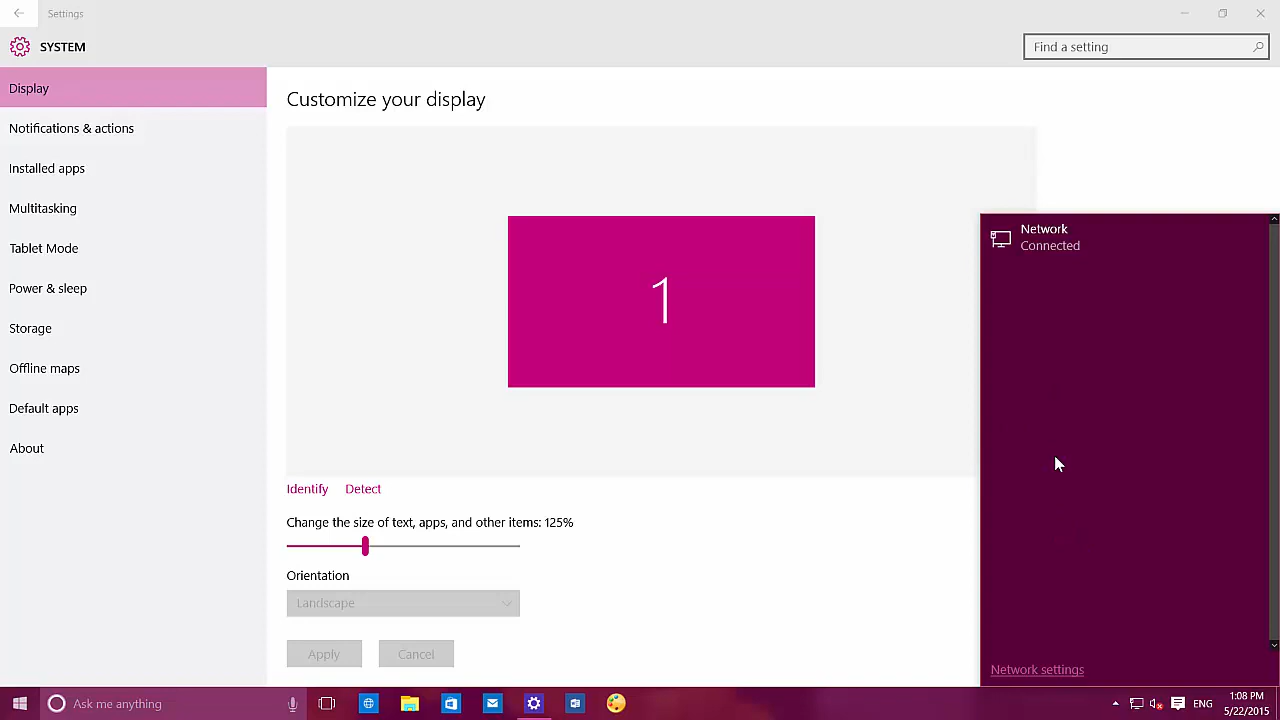 Settings
SYSTEM
Find a setting
Display
Notifications & actions
Installed apps
Multitasking
Tablet Mode
Power & sleep
Storage
Offline maps
Default apps
About
Customize your display
1
Identify Detect
Change the size of text, apps, and other items: 125%
Orientation
Landscape
Apply Cancel
Network
Connected
Network settings
Ask me anything
ENG
1:08 PM
5/22/2015